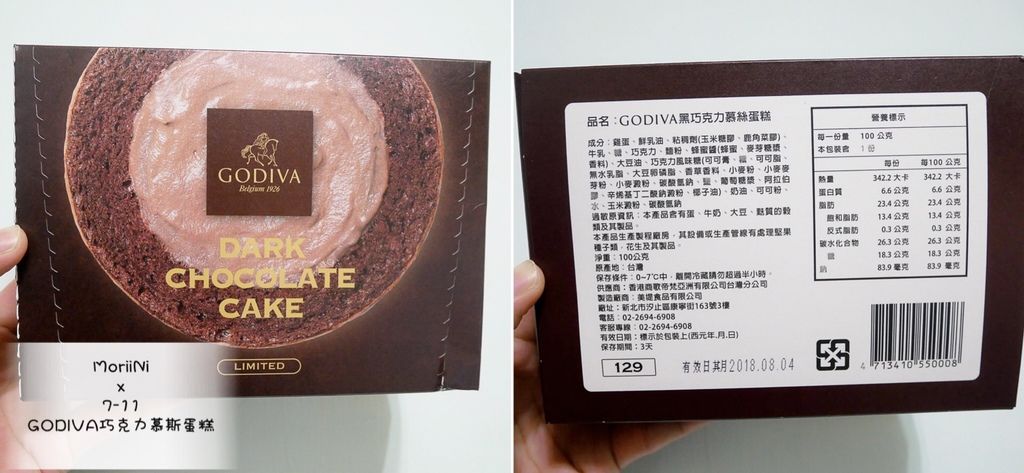 GODIVA
Belgium 1926
DARK
CHOCOLATE
CAKE
LIMITED
MoriiNi
x
7-11
GODIVA巧克力慕斯蛋糕
品名：GODIVA黑巧克力慕絲蛋糕
成分：雞蛋、鮮乳油、粘稠劑(玉米糖膠、鹿角菜膠)、
牛乳、糖、巧克力、麵粉、蜂蜜醬(蜂蜜、麥芽糖漿、
香料)、大豆油、巧克力風味糖(可可膏、糖、可可脂、
無水乳脂、大豆卵磷脂、香草香料、小麥粉、小麥麥
芽粉、小麥澱粉、碳酸氫鈉、鹽、葡萄糖漿、阿拉伯
膠、辛烯基丁二酸鈉澱粉、椰子油)、奶油、可可粉、
水、玉米澱粉、碳酸氫鈉
過敏原資訊：本產品含有蛋、牛奶、大豆、麩質的穀
類及其製品。
本產品生產製程廠房，其設備或生產管線有處理堅果
種子類，花生及其製品。
淨重：100公克
原產地：台灣
保存條件：0~7℃中，離開冷藏請勿超過半小時。
供應商：香港商歌帝梵亞洲有限公司台灣分公司
製造廠商：美堤食品有限公司
廠址：新北市汐止區康寧街163號3樓
電話：02-2694-6908
客服專線：02-2694-6908
有效日期：標示於包裝上(西元年.月.日)
保存期間：3天
129
有效日期2018.08.04
營養標示
每一份量 100 公克
本包裝含 1份
每份 每100 公克
熱量 342.2 大卡 342.2 大卡
蛋白質 6.6 公克 6.6 公克
脂肪 23.4 公克 23.4 公克
飽和脂肪 13.4 公克 13.4 公克
反式脂肪 0.3 公克 0.3 公克
碳水化合物 26.3 公克 26.3 公克
糖 18.3 公克 18.3 公克
鈉 83.9 毫克 83.9 毫克
4 713410 550008